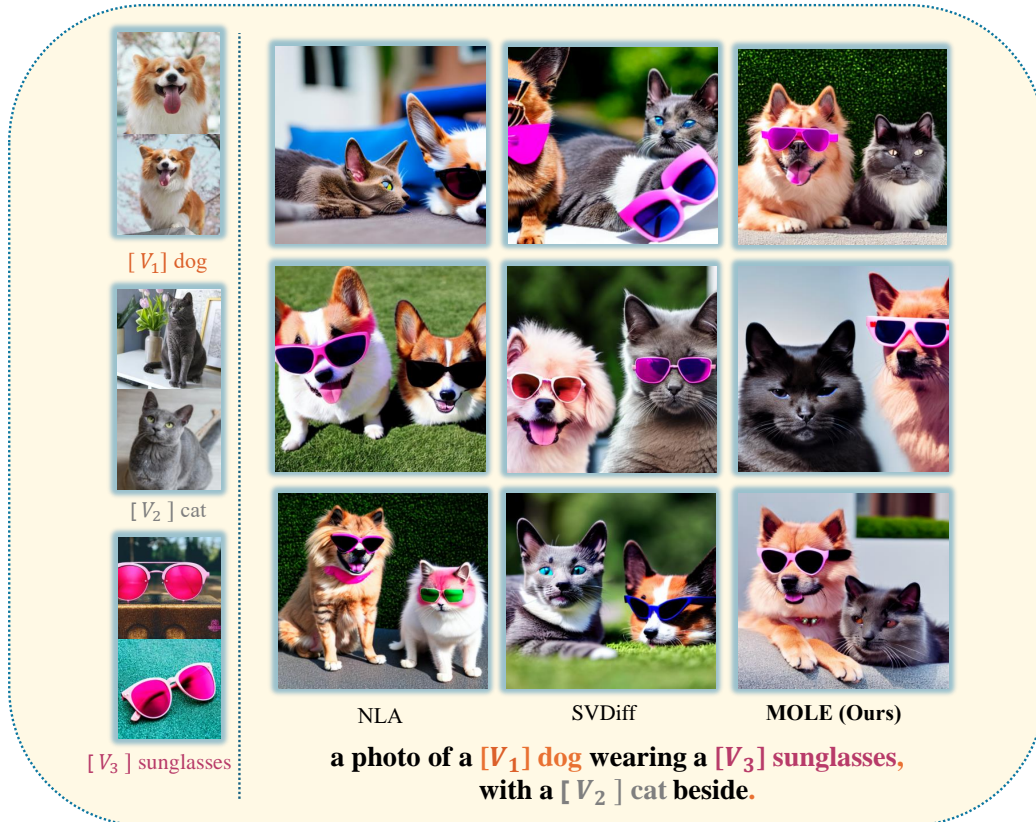 [V₁] dog
[V₂] cat
[V₃] sunglasses
NLA
SVDiff
MOLE (Ours)
a photo of a [V₁] dog wearing a [V₃] sunglasses,
with a [V₂] cat beside.